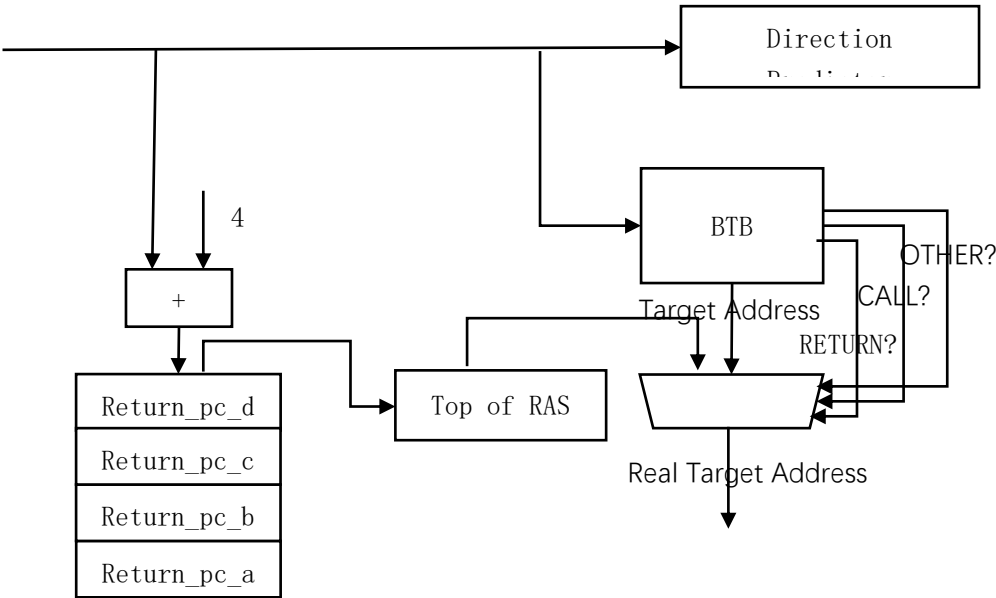 Direction
4
BTB
OTHER?
+
CALL?
Target Address
RETURN?
Return_pc_d
Top of RAS
Return_pc_c
Real Target Address
Return_pc_b
Return_pc_a